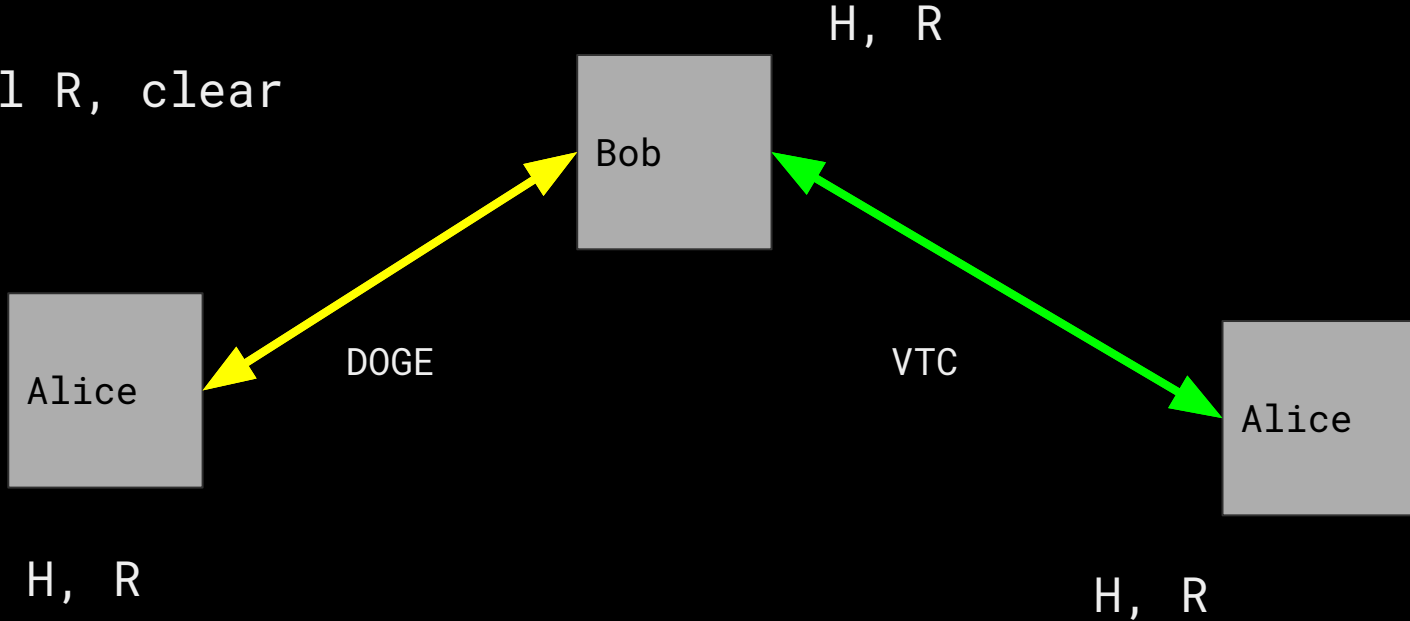 H, R
l R, clear
Bob
DOGE
VTC
Alice
Alice
H, R
H, R